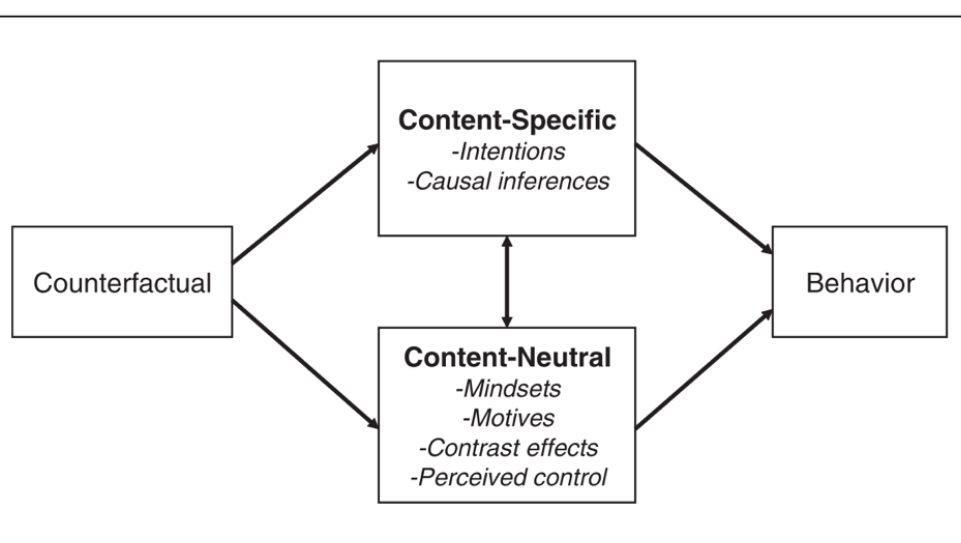 Content-Specific
-Intentions
-Causal inferences
Counterfactual
Behavior
Content-Neutral
-Mindsets
-Motives
-Contrast effects
-Perceived control